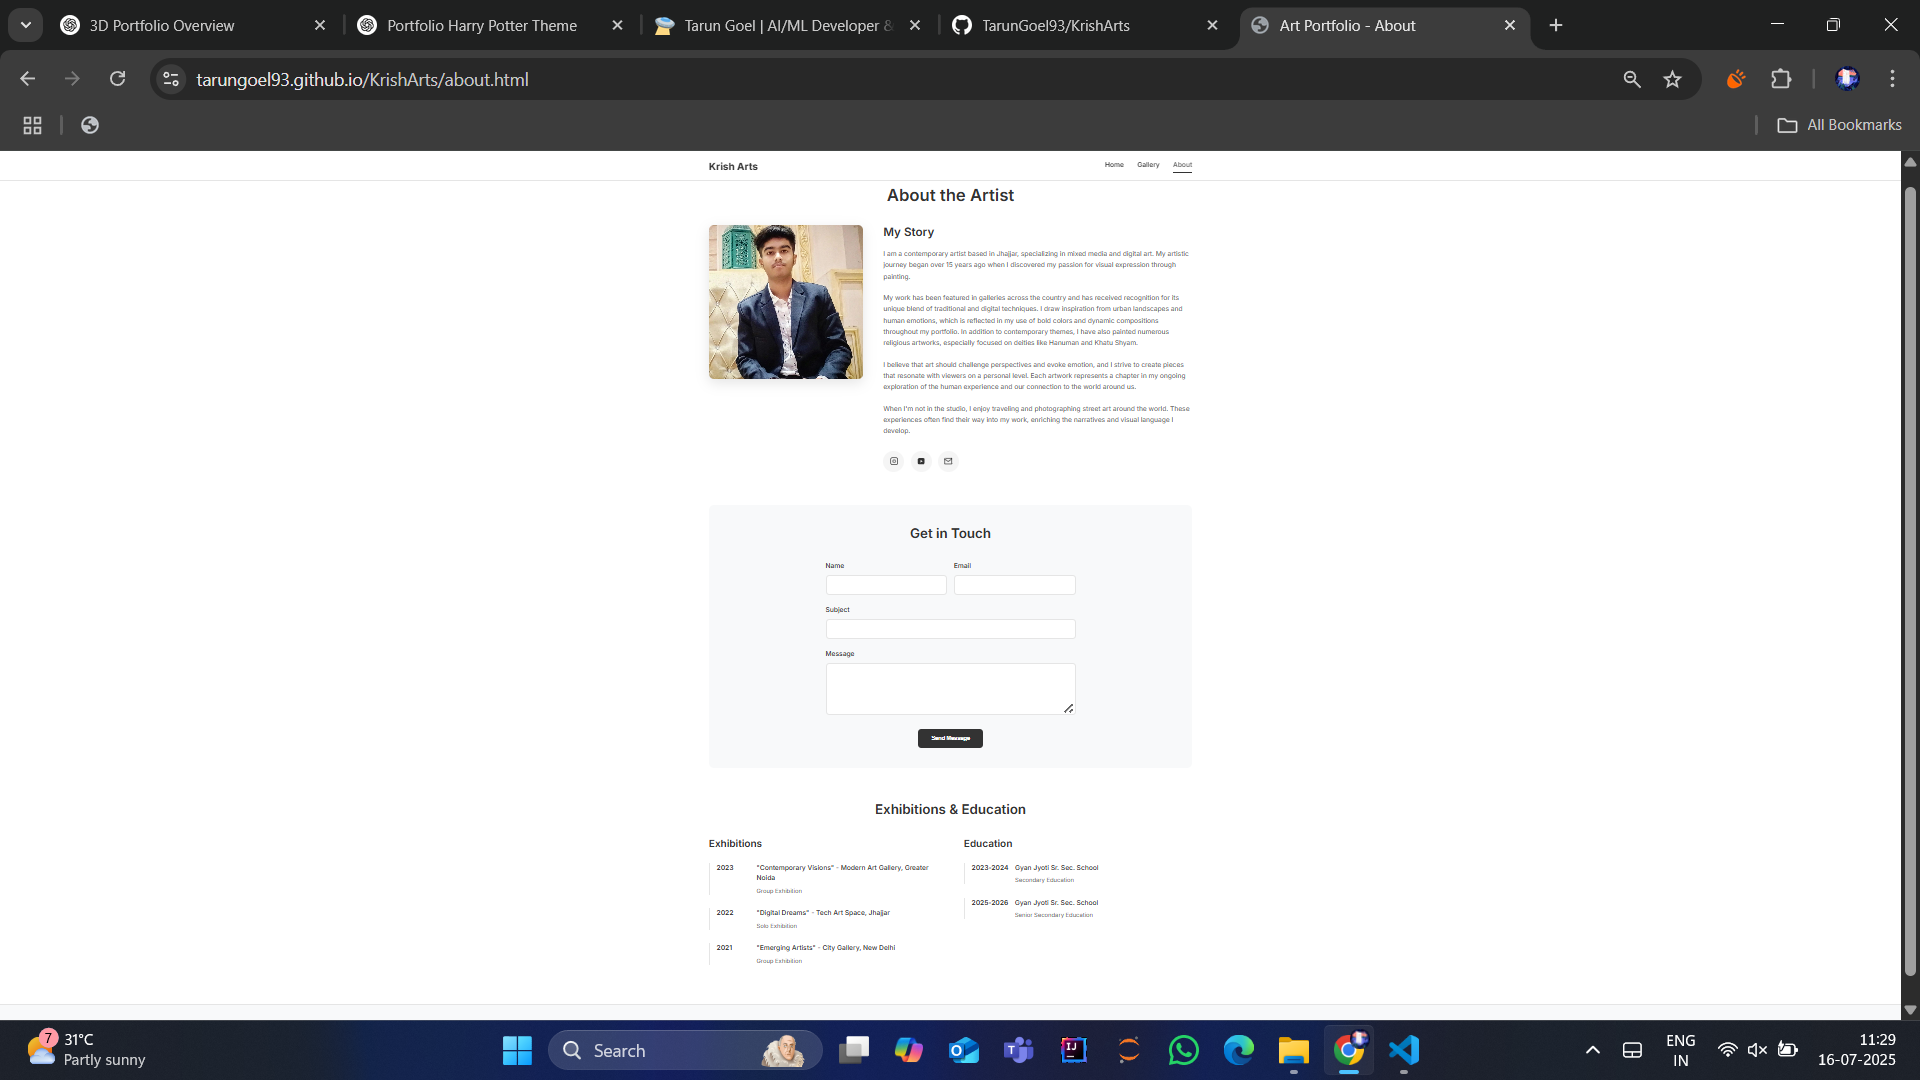 3D Portfolio Overview
Portfolio Harry Potter Theme
Tarun Goel | AI/ML Developer &
TarunGoel93/KrishArts
Art Portfolio - About
tarungoel93.github.io/KrishArts/about.html
All Bookmarks
Krish Arts
Home
Gallery
About
About the Artist
My Story
I am a contemporary artist based in Jhajjar, specializing in mixed media and digital art. My artistic
journey began over 15 years ago when I discovered my passion for visual expression through
painting.
My work has been featured in galleries across the country and has received recognition for its
unique blend of traditional and digital techniques. I draw inspiration from urban landscapes and
human emotions, which is reflected in my use of bold colors and dynamic compositions
throughout my portfolio. In addition to contemporary themes, I have also painted numerous
religious artworks, especially focused on deities like Hanuman and Khatu Shyam.
I believe that art should challenge perspectives and evoke emotion, and I strive to create pieces
that resonate with viewers on a personal level. Each artwork represents a chapter in my ongoing
exploration of the human experience and our connection to the world around us.
When I'm not in the studio, I enjoy traveling and photographing street art around the world. These
experiences often find their way into my work, enriching the narratives and visual language I
develop.
Get in Touch
Name
Email
Subject
Message
Send Message
Exhibitions & Education
Exhibitions
2023
"Contemporary Visions" - Modern Art Gallery, Greater
Noida
Group Exhibition
2022
"Digital Dreams" - Tech Art Space, Jhajjar
Solo Exhibition
2021
"Emerging Artists" - City Gallery, New Delhi
Group Exhibition
Education
2023-2024
Gyan Jyoti Sr. Sec. School
Secondary Education
2025-2026
Gyan Jyoti Sr. Sec. School
Senior Secondary Education
7
31°C
Partly sunny
Search
ENG
IN
11:29
16-07-2025